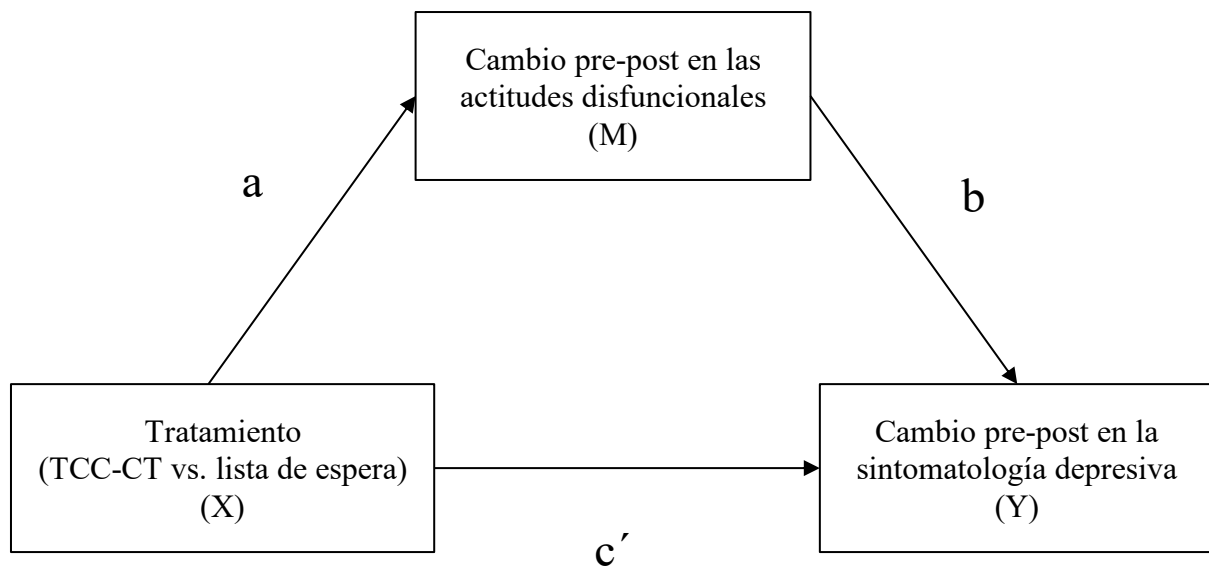 Cambio pre-post en las
actitudes disfuncionales
(M)
a
b
Tratamiento
(TCC-CT vs. lista de espera)
(X)
Cambio pre-post en la
sintomatología depresiva
(Y)
c´